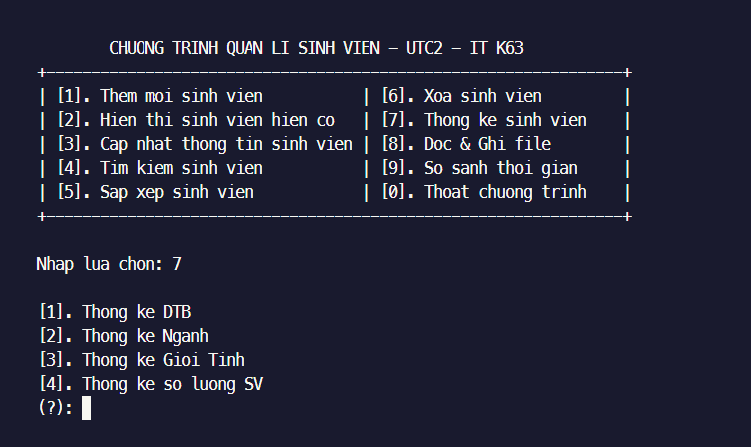 CHUONG TRINH QUAN LI SINH VIEN - UTC2 - IT K63
+----------------------------------------------------------------+
| [1]. Them moi sinh vien           | [6]. Xoa sinh vien         |
| [2]. Hien thi sinh vien hien co   | [7]. Thong ke sinh vien    |
| [3]. Cap nhat thong tin sinh vien | [8]. Doc & Ghi file        |
| [4]. Tim kiem sinh vien           | [9]. So sanh thoi gian     |
| [5]. Sap xep sinh vien            | [0]. Thoat chuong trinh    |
+----------------------------------------------------------------+
Nhap lua chon: 7
[1]. Thong ke DTB
[2]. Thong ke Nganh
[3]. Thong ke Gioi Tinh
[4]. Thong ke so luong SV
(?):